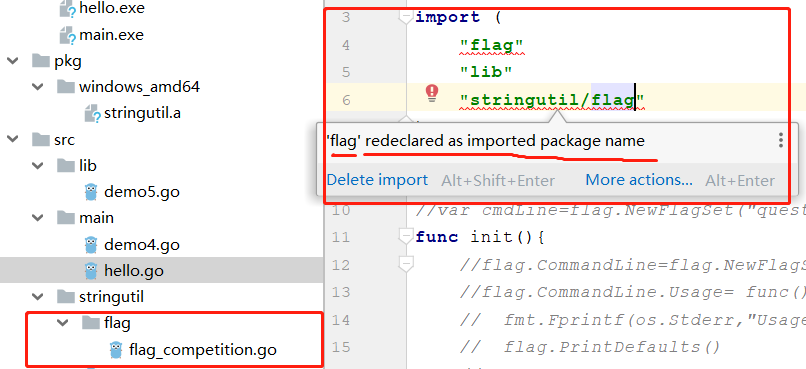 hello.exe
main.exe
pkg
windows_amd64
stringutil.a
src
lib
demo5.go
main
demo4.go
hello.go
stringutil
flag
flag_competition.go
3 import (
4 "flag"
5 "lib"
6 "stringutil/flag"
'flag' redeclared as imported package name
Delete import Alt+Shift+Enter More actions... Alt+Enter
10 //var cmdLine=flag.NewFlagSet("quest
11 func init(){
12 //flag.CommandLine=flag.NewFlagS
13 //flag.CommandLine.Usage= func()
14 // fmt.Fprintf(os.Stderr,"Usage
15 // flag.PrintDefaults()